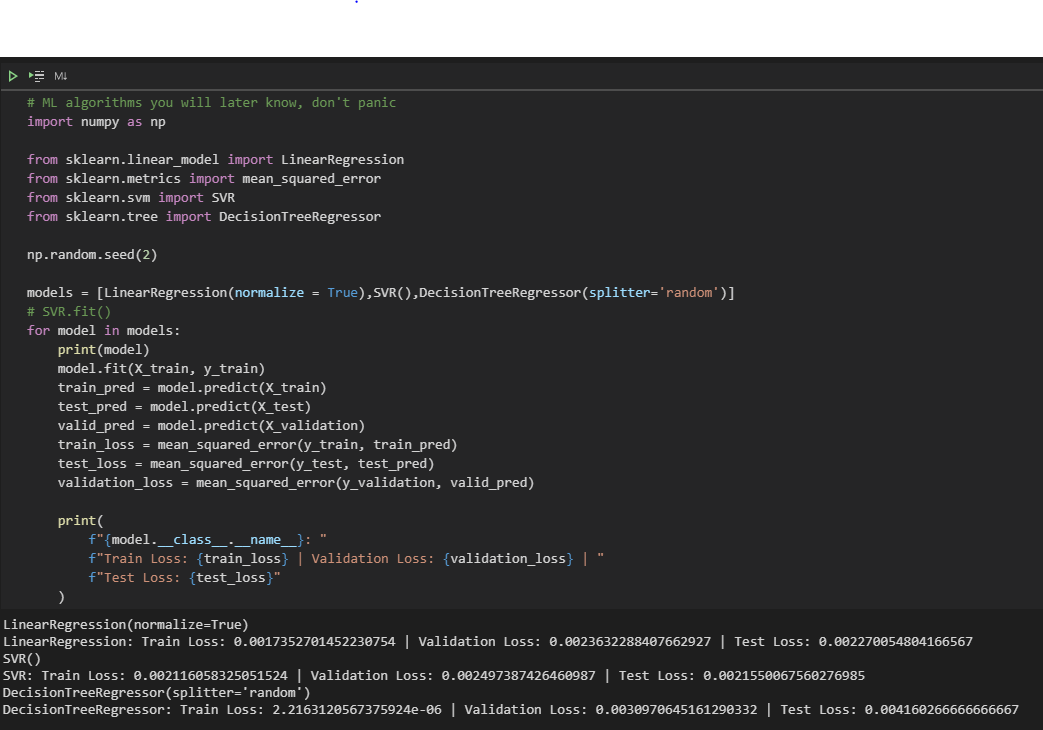 M↓
# ML algorithms you will later know, don't panic
import numpy as np
from sklearn.linear_model import LinearRegression
from sklearn.metrics import mean_squared_error
from sklearn.svm import SVR
from sklearn.tree import DecisionTreeRegressor
np.random.seed(2)
models = [LinearRegression(normalize = True),SVR(),DecisionTreeRegressor(splitter='random')]
# SVR.fit()
for model in models:
    print(model)
    model.fit(X_train, y_train)
    train_pred = model.predict(X_train)
    test_pred = model.predict(X_test)
    valid_pred = model.predict(X_validation)
    train_loss = mean_squared_error(y_train, train_pred)
    test_loss = mean_squared_error(y_test, test_pred)
    validation_loss = mean_squared_error(y_validation, valid_pred)
    print(
        f"{model.__class__.__name__}: "
        f"Train Loss: {train_loss} | Validation Loss: {validation_loss} | "
        f"Test Loss: {test_loss}"
    )
LinearRegression(normalize=True)
LinearRegression: Train Loss: 0.0017352701452230754 | Validation Loss: 0.0023632288407662927 | Test Loss: 0.002270054804166567
SVR()
SVR: Train Loss: 0.002116058325051524 | Validation Loss: 0.002497387426460987 | Test Loss: 0.0021550067560276985
DecisionTreeRegressor(splitter='random')
DecisionTreeRegressor: Train Loss: 2.2163120567375924e-06 | Validation Loss: 0.0030970645161290332 | Test Loss: 0.004160266666666667